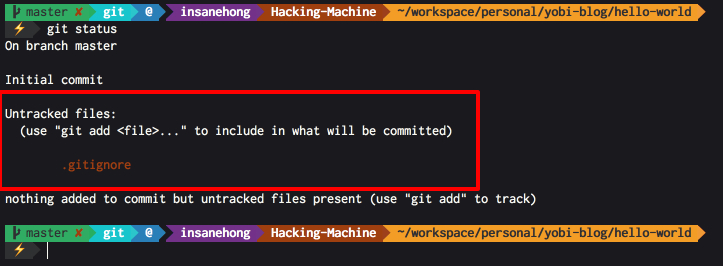 master ✘ git @ insanehong Hacking-Machine ~/workspace/personal/yobi-blog/hello-world
⚡ git status
On branch master
Initial commit
Untracked files:
(use "git add <file>..." to include in what will be committed)
.gitignore
nothing added to commit but untracked files present (use "git add" to track)
master ✘ git @ insanehong Hacking-Machine ~/workspace/personal/yobi-blog/hello-world
⚡